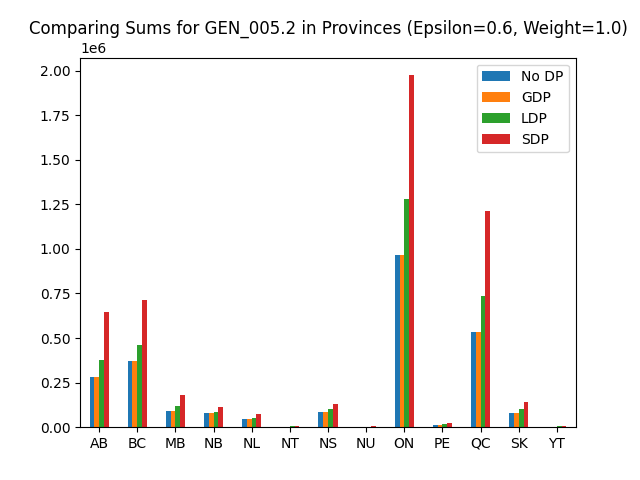 Comparing Sums for GEN_005.2 in Provinces (Epsilon=0.6, Weight=1.0)
1e6
2.00
1.75
1.50
1.25
1.00
0.75
0.50
0.25
0.00
No DP
GDP
LDP
SDP
AB BC MB NB NL NT NS NU ON PE QC SK YT